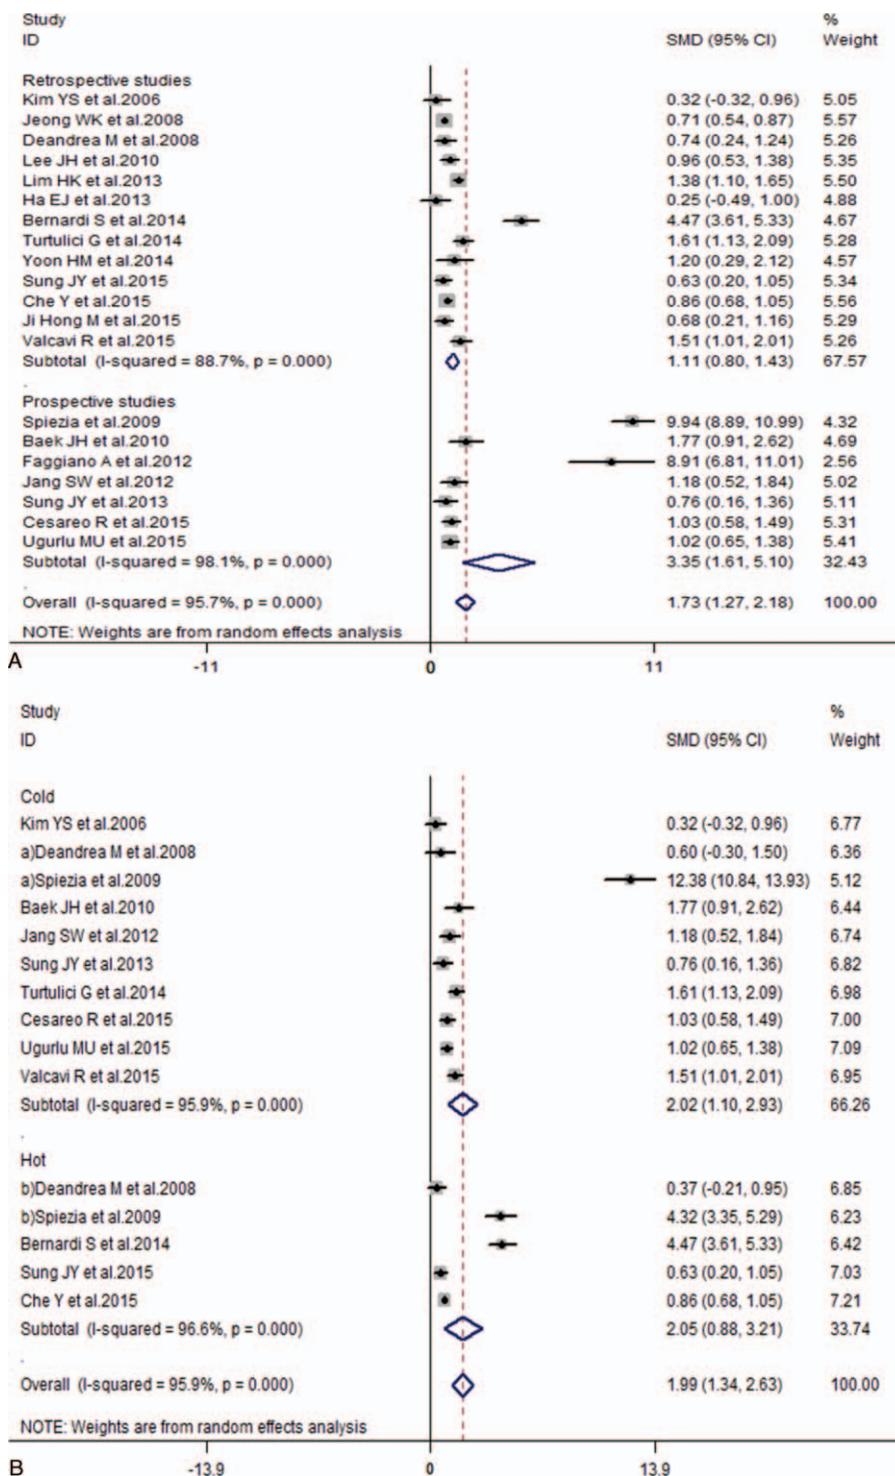 Study %
ID SMD (95% CI) Weight
Retrospective studies
Kim YS et al.2006 0.32 (-0.32, 0.96) 5.05
Jeong WK et al.2008 0.71 (0.54, 0.87) 5.57
Deandrea M et al.2008 0.74 (0.24, 1.24) 5.26
Lee JH et al.2010 0.96 (0.53, 1.38) 5.35
Lim HK et al.2013 1.38 (1.10, 1.65) 5.50
Ha EJ et al.2013 0.25 (-0.49, 1.00) 4.88
Bernardi S et al.2014 4.47 (3.61, 5.33) 4.67
Turtulici G et al.2014 1.61 (1.13, 2.09) 5.28
Yoon HM et al.2014 1.20 (0.29, 2.12) 4.57
Sung JY et al.2015 0.63 (0.20, 1.05) 5.34
Che Y et al.2015 0.86 (0.68, 1.05) 5.56
Ji Hong M et al.2015 0.68 (0.21, 1.16) 5.29
Valcavi R et al.2015 1.51 (1.01, 2.01) 5.26
Subtotal (I-squared = 88.7%, p = 0.000) 1.11 (0.80, 1.43) 67.57
.
Prospective studies
Spiezia et al.2009 9.94 (8.89, 10.99) 4.32
Baek JH et al.2010 1.77 (0.91, 2.62) 4.69
Faggiano A et al.2012 8.91 (6.81, 11.01) 2.56
Jang SW et al.2012 1.18 (0.52, 1.84) 5.02
Sung JY et al.2013 0.76 (0.16, 1.36) 5.11
Cesareo R et al.2015 1.03 (0.58, 1.49) 5.31
Ugurlu MU et al.2015 1.02 (0.65, 1.38) 5.41
Subtotal (I-squared = 98.1%, p = 0.000) 3.35 (1.61, 5.10) 32.43
.
Overall (I-squared = 95.7%, p = 0.000) 1.73 (1.27, 2.18) 100.00
NOTE: Weights are from random effects analysis
A
-11 0 11
Study %
ID SMD (95% CI) Weight
Cold
Kim YS et al.2006 0.32 (-0.32, 0.96) 6.77
a)Deandrea M et al.2008 0.60 (-0.30, 1.50) 6.36
a)Spiezia et al.2009 12.38 (10.84, 13.93) 5.12
Baek JH et al.2010 1.77 (0.91, 2.62) 6.44
Jang SW et al.2012 1.18 (0.52, 1.84) 6.74
Sung JY et al.2013 0.76 (0.16, 1.36) 6.82
Turtulici G et al.2014 1.61 (1.13, 2.09) 6.98
Cesareo R et al.2015 1.03 (0.58, 1.49) 7.00
Ugurlu MU et al.2015 1.02 (0.65, 1.38) 7.09
Valcavi R et al.2015 1.51 (1.01, 2.01) 6.95
Subtotal (I-squared = 95.9%, p = 0.000) 2.02 (1.10, 2.93) 66.26
.
Hot
b)Deandrea M et al.2008 0.37 (-0.21, 0.95) 6.85
b)Spiezia et al.2009 4.32 (3.35, 5.29) 6.23
Bernardi S et al.2014 4.47 (3.61, 5.33) 6.42
Sung JY et al.2015 0.63 (0.20, 1.05) 7.03
Che Y et al.2015 0.86 (0.68, 1.05) 7.21
Subtotal (I-squared = 96.6%, p = 0.000) 2.05 (0.88, 3.21) 33.74
.
Overall (I-squared = 95.9%, p = 0.000) 1.99 (1.34, 2.63) 100.00
NOTE: Weights are from random effects analysis
B
-13.9 0 13.9